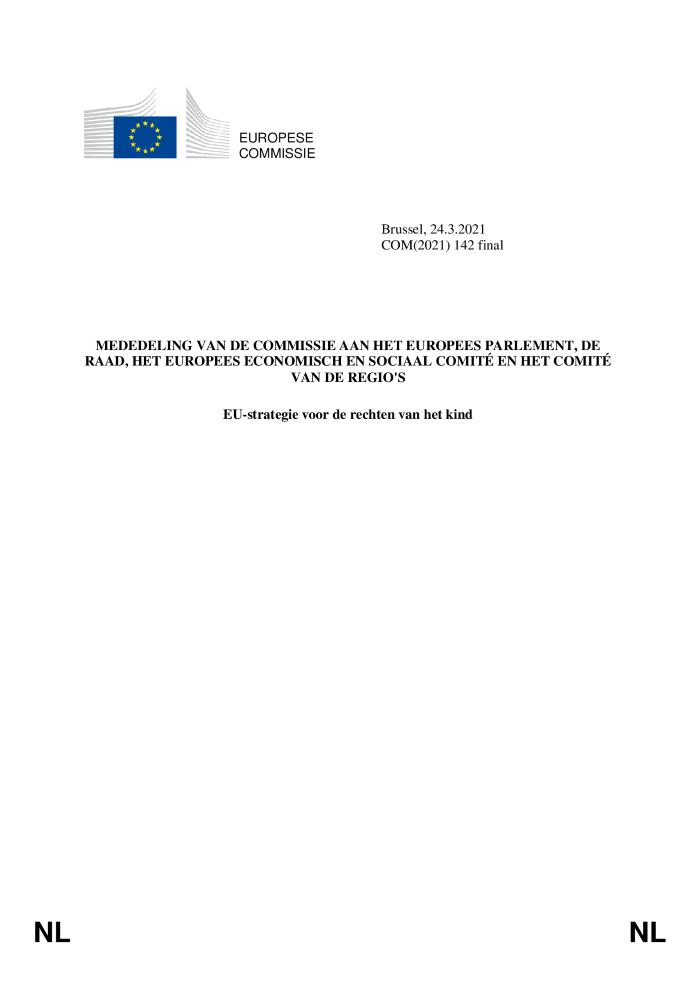 EUROPESE
COMMISSIE
Brussel, 24.3.2021
COM(2021) 142 final
MEDEDELING VAN DE COMMISSIE AAN HET EUROPEES PARLEMENT, DE
RAAD, HET EUROPEES ECONOMISCH EN SOCIAAL COMITÉ EN HET COMITÉ
VAN DE REGIO'S
EU-strategie voor de rechten van het kind
NL NL